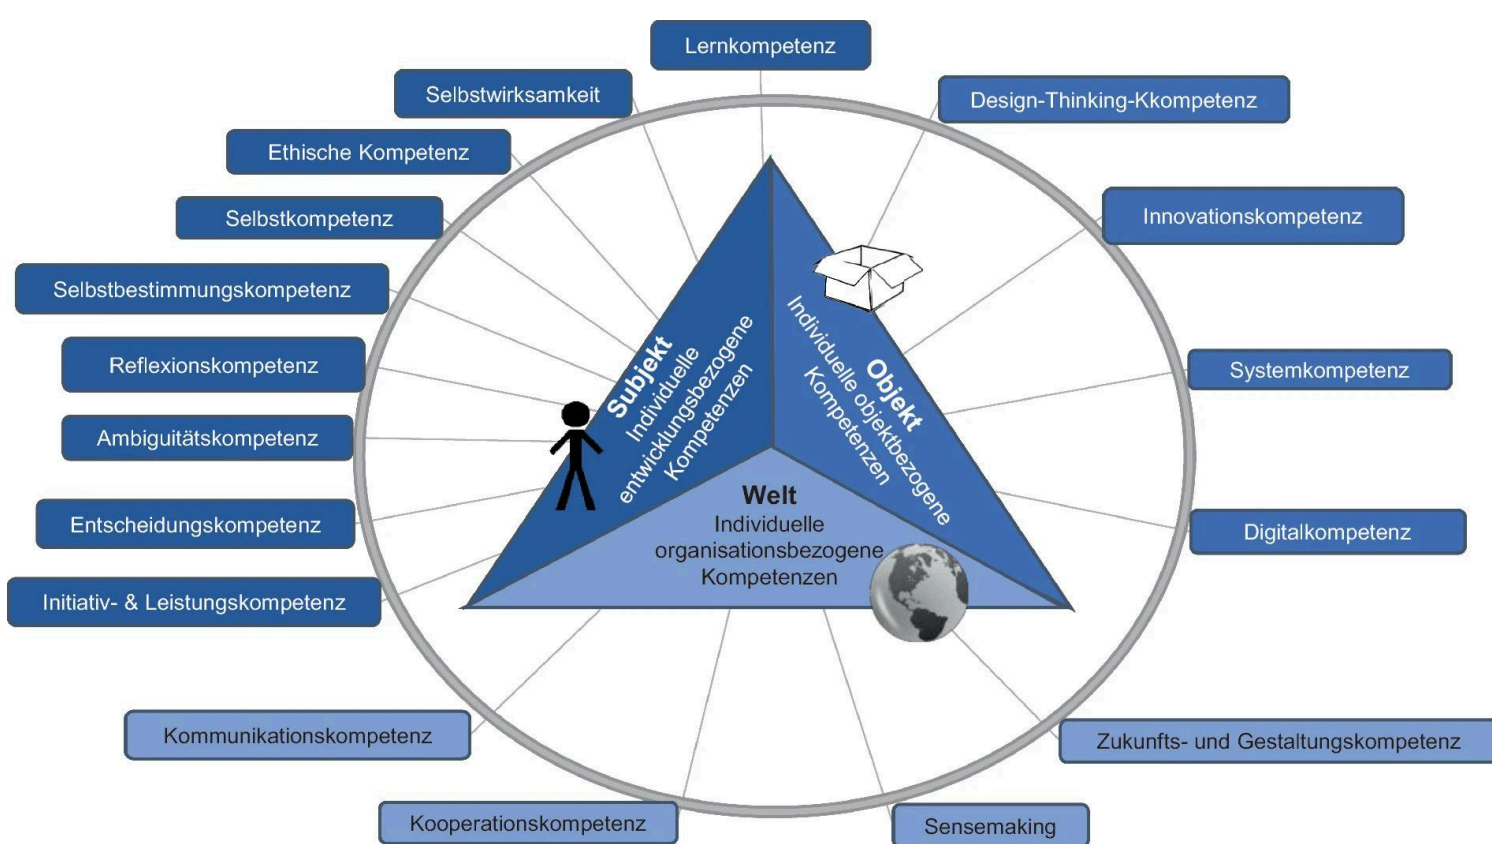 Lernkompetenz
Selbstwirksamkeit
Design-Thinking-Kkompetenz
Ethische Kompetenz
Selbstkompetenz
Innovationskompetenz
Selbstbestimmungskompetenz
Reflexionskompetenz
Systemkompetenz
Ambiguitätskompetenz
Entscheidungskompetenz
Digitalkompetenz
Initiativ- & Leistungskompetenz
Subjekt
Individuelle
entwicklungsbezogene
Kompetenzen
Objekt
Individuelle objektbezogene
Kompetenzen
Welt
Individuelle
organisationsbezogene
Kompetenzen
Kommunikationskompetenz
Zukunfts- und Gestaltungskompetenz
Kooperationskompetenz
Sensemaking